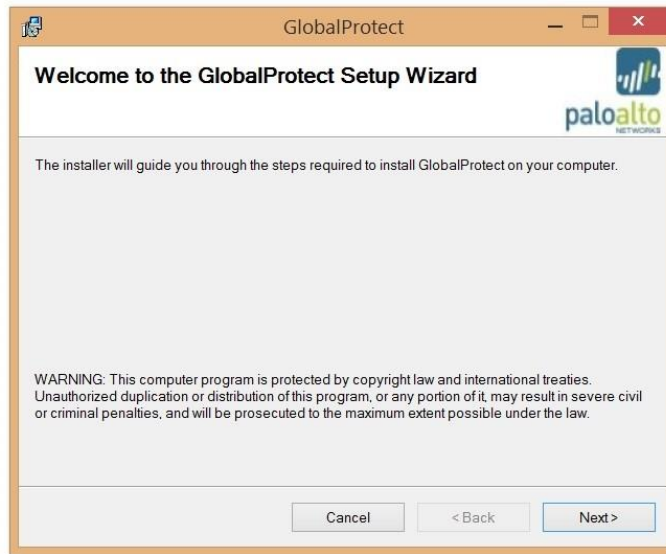 GlobalProtect
Welcome to the GlobalProtect Setup Wizard
paloalto
NETWORKS
The installer will guide you through the steps required to install GlobalProtect on your computer.
WARNING: This computer program is protected by copyright law and international treaties.
Unauthorized duplication or distribution of this program, or any portion of it, may result in severe civil
or criminal penalties, and will be prosecuted to the maximum extent possible under the law.
Cancel < Back Next >